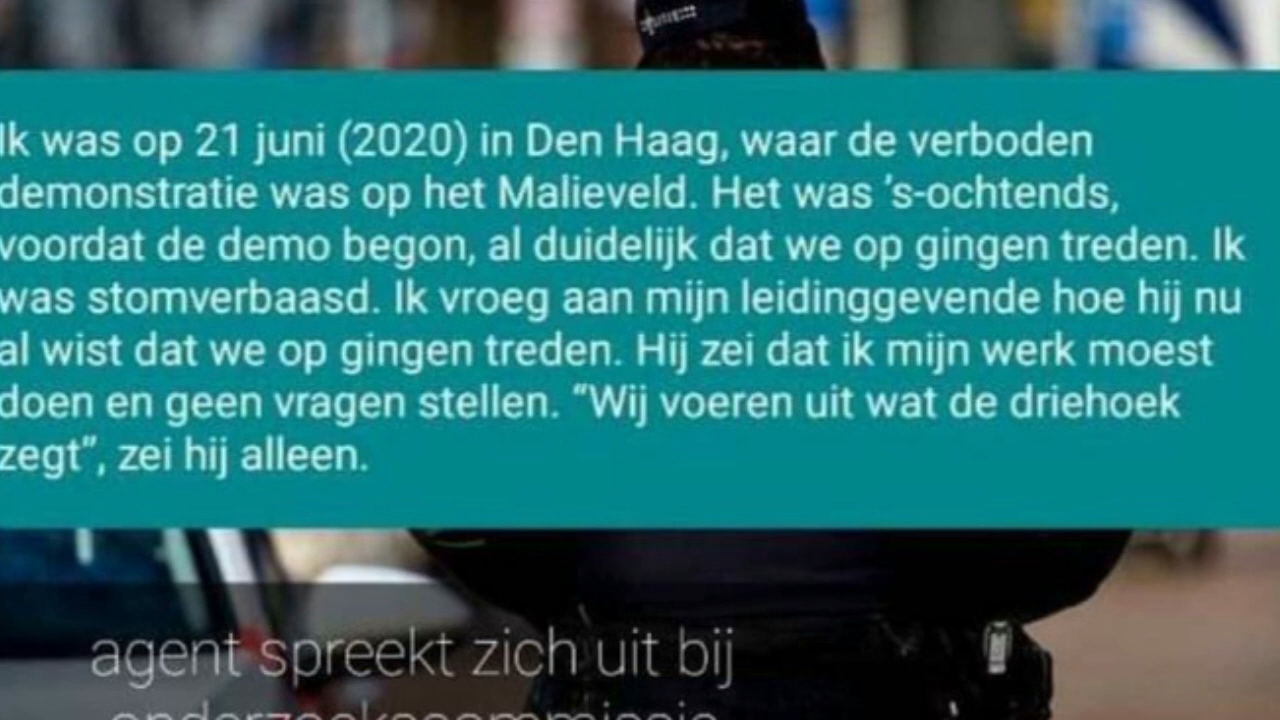 Ik was op 21 juni (2020) in Den Haag, waar de verboden
demonstratie was op het Malieveld. Het was ’s-ochtends,
voordat de demo begon, al duidelijk dat we op gingen treden. Ik
was stomverbaasd. Ik vroeg aan mijn leidinggevende hoe hij nu
al wist dat we op gingen treden. Hij zei dat ik mijn werk moest
doen en geen vragen stellen. “Wij voeren uit wat de driehoek
zegt”, zei hij alleen.
agent spreekt zich uit bij
onderzoekscommissie